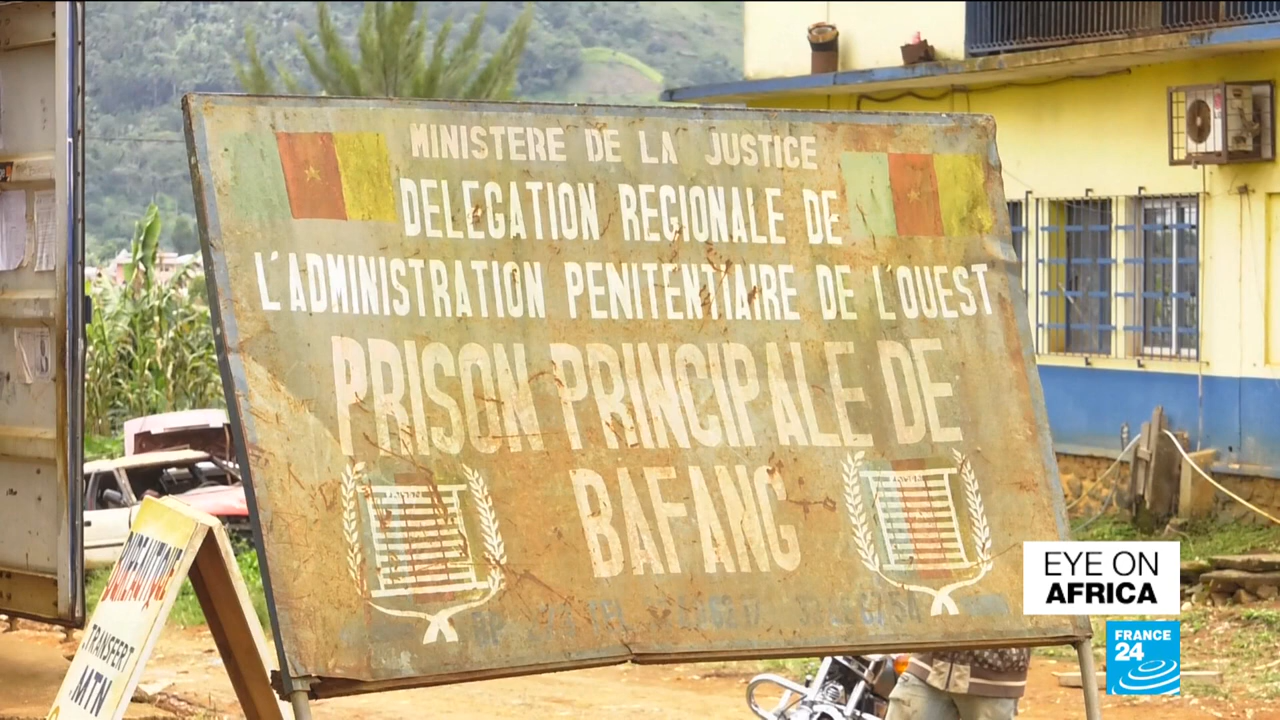 MINISTERE DE LA JUSTICE
DELEGATION REGIONALE DE
L'ADMINISTRATION PENITENTIAIRE DE L'OUEST
PRISON PRINCIPALE DE
BAFANG
TRANSFERT
MTN
EYE ON
AFRICA
FRANCE
24